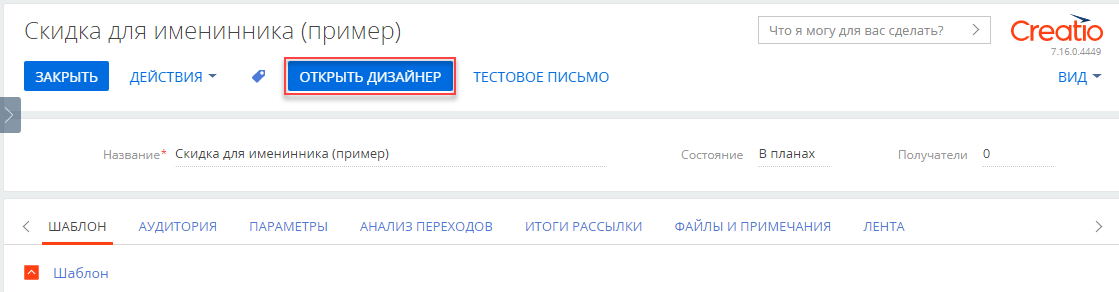 Скидка для именинника (пример)
Что я могу для вас сделать?
Creatio
7.16.0.4449
ЗАКРЫТЬ ДЕЙСТВИЯ ОТКРЫТЬ ДИЗАЙНЕР ТЕСТОВОЕ ПИСЬМО ВИД
Название* Скидка для именинника (пример) Состояние В планах Получатели 0
ШАБЛОН АУДИТОРИЯ ПАРАМЕТРЫ АНАЛИЗ ПЕРЕХОДОВ ИТОГИ РАССЫЛКИ ФАЙЛЫ И ПРИМЕЧАНИЯ ЛЕНТА
Шаблон